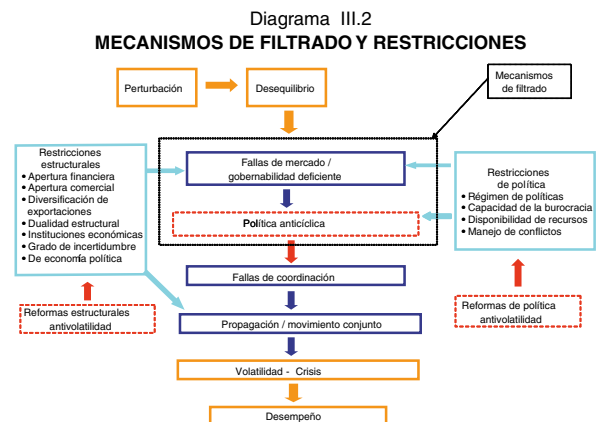 Diagrama III.2
MECANISMOS DE FILTRADO Y RESTRICCIONES
Perturbación
Desequilibrio
Mecanismos
de filtrado
Restricciones
estructurales
• Apertura financiera
• Apertura comercial
• Diversificación de
exportaciones
• Dualidad estructural
• Instituciones económicas
• Grado de incertidumbre
• De economía política
Fallas de mercado /
gobernabilidad deficiente
Política anticíclica
Restricciones
de política
• Régimen de políticas
• Capacidad de la burocracia
• Disponibilidad de recursos
• Manejo de conflictos
Fallas de coordinación
Reformas estructurales
antivolatilidad
Propagación / movimiento conjunto
Reformas de política
antivolatilidad
Volatilidad - Crisis
Desempeño